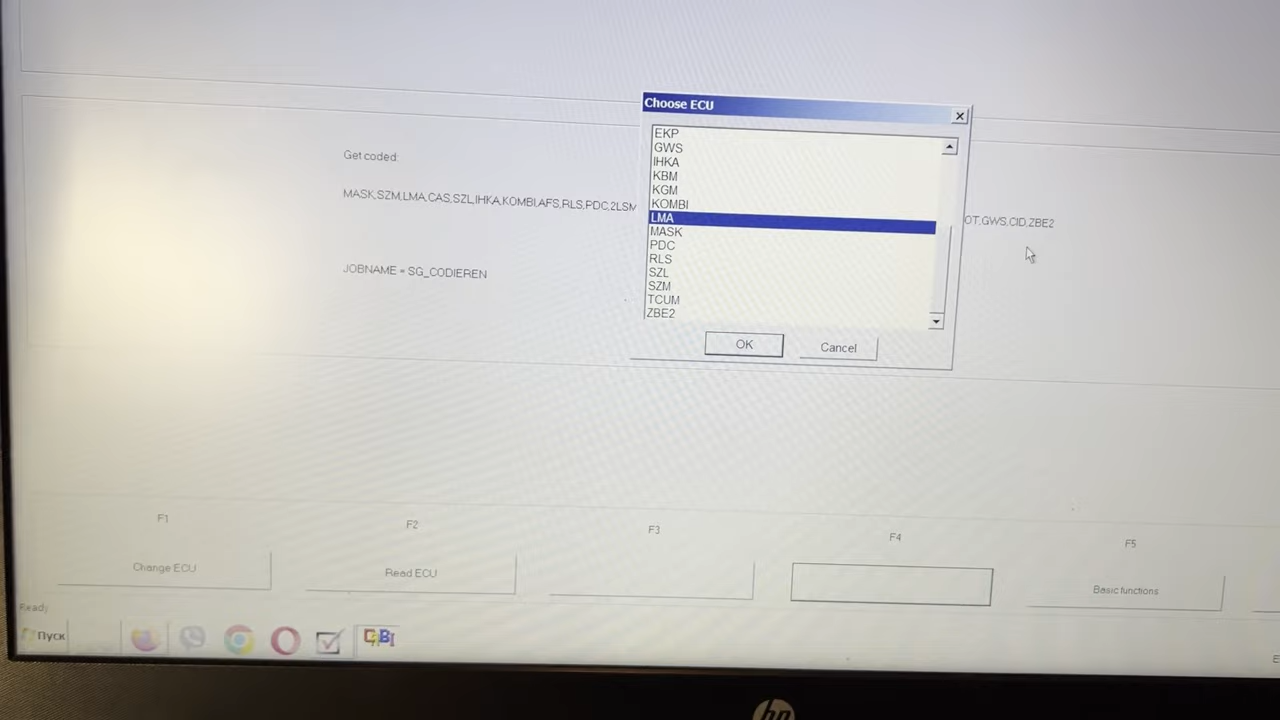 Choose ECU
EKP
GWS
IHKA
KBM
KGM
KOMBI
LMA
MASK
PDC
RLS
SZL
SZM
TCUM
ZBE2
OK
Cancel
Get coded:
MASK,SZM,LMA,CAS,SZL,IHKA,KOMBI,AFS,RLS,PDC,2LSM
OT,GWS,CID,ZBE2
JOBNAME = SG_CODIEREN
F1
F2
F3
F4
F5
Change ECU
Read ECU
Basic functions
Ready
Пуск
hp